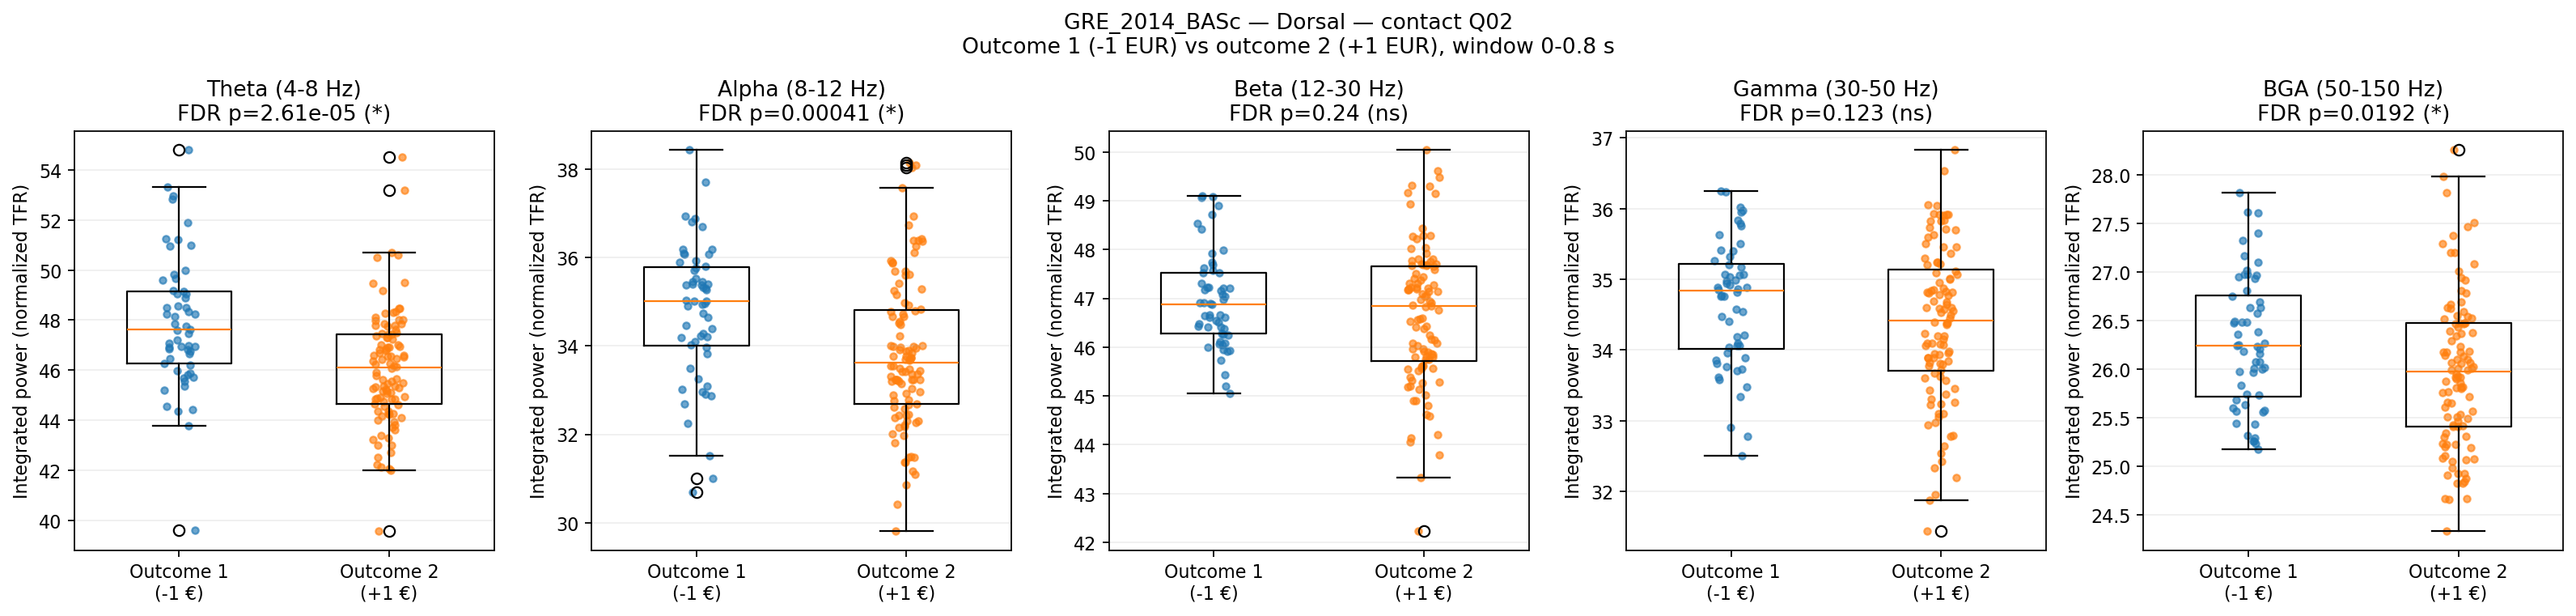 GRE_2014_BASc — Dorsal — contact Q02
Outcome 1 (-1 EUR) vs outcome 2 (+1 EUR), window 0-0.8 s
Theta (4-8 Hz)
FDR p=2.61e-05 (*)
Integrated power (normalized TFR)
54
52
50
48
46
44
42
40
Outcome 1
(-1 €)
Outcome 2
(+1 €)
Alpha (8-12 Hz)
FDR p=0.00041 (*)
Integrated power (normalized TFR)
38
36
34
32
30
Outcome 1
(-1 €)
Outcome 2
(+1 €)
Beta (12-30 Hz)
FDR p=0.24 (ns)
Integrated power (normalized TFR)
50
49
48
47
46
45
44
43
42
Outcome 1
(-1 €)
Outcome 2
(+1 €)
Gamma (30-50 Hz)
FDR p=0.123 (ns)
Integrated power (normalized TFR)
37
36
35
34
33
32
Outcome 1
(-1 €)
Outcome 2
(+1 €)
BGA (50-150 Hz)
FDR p=0.0192 (*)
Integrated power (normalized TFR)
28.0
27.5
27.0
26.5
26.0
25.5
25.0
24.5
Outcome 1
(-1 €)
Outcome 2
(+1 €)